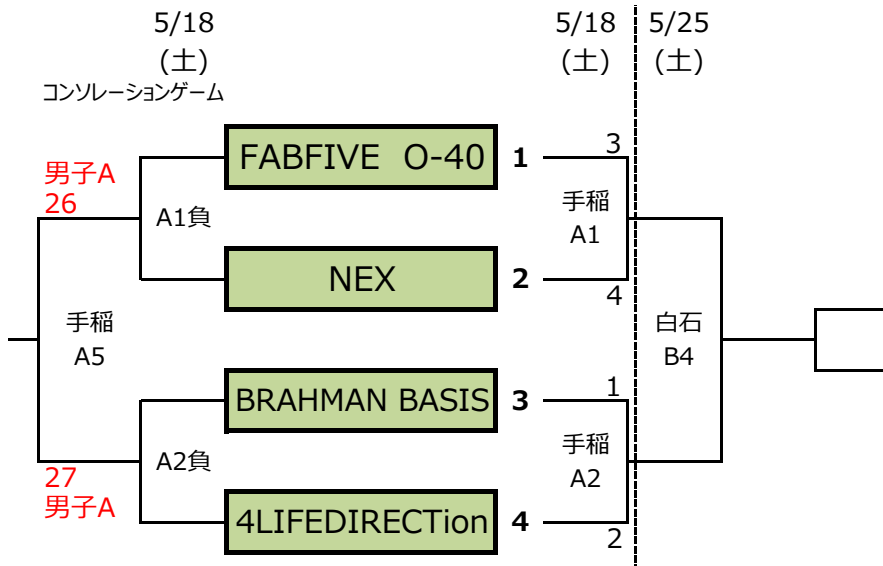 5/18
(土)
コンソレーションゲーム
5/18
(土)
5/25
(土)
男子A
26
A1負
FABFIVE O-40
1
3
手稲
A1
NEX
2
4
手稲
A5
白石
B4
BRAHMAN BASIS
3
1
A2負
手稲
A2
27
男子A
4LIFEDIRECTion
4
2